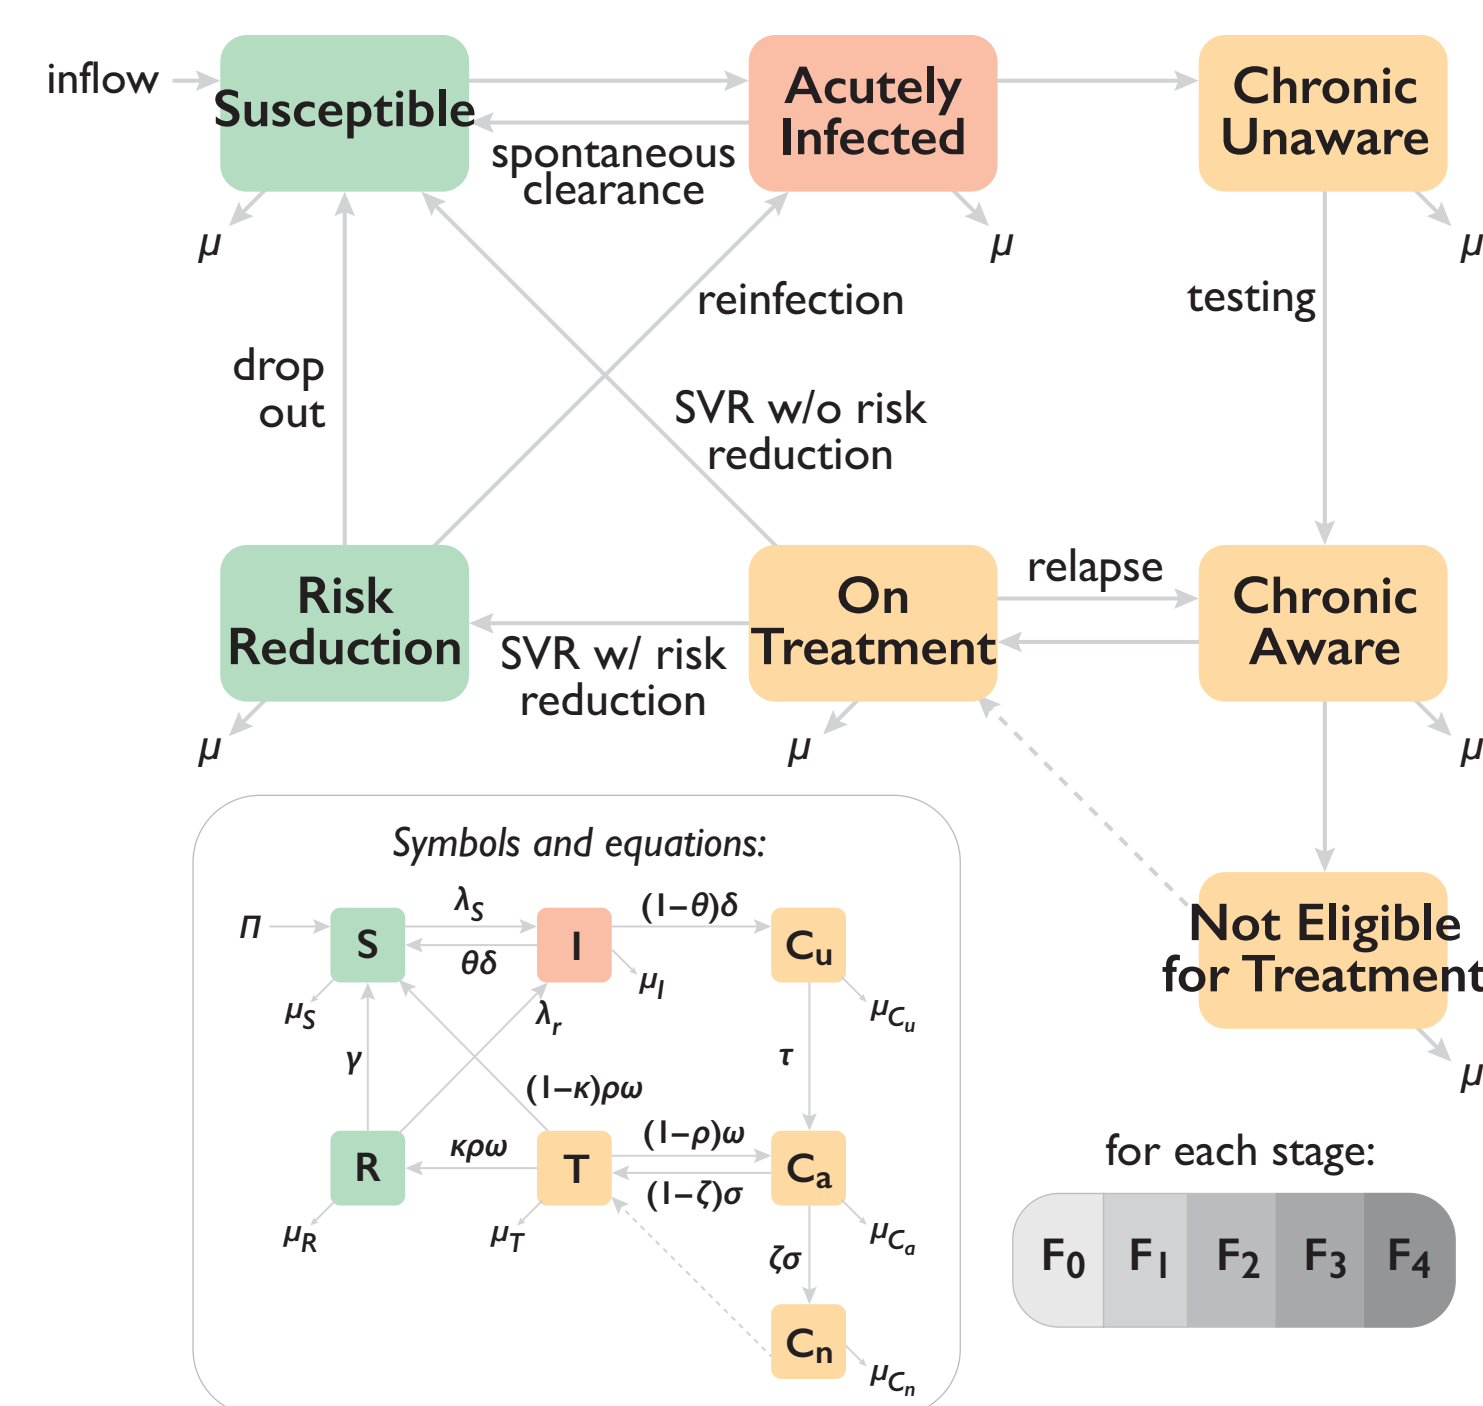 inflow
Susceptible
Acutely
Infected
Chronic
Unaware
spontaneous
clearance
μ
μ
μ
reinfection
testing
drop
out
SVR w/o risk
reduction
Risk
Reduction
On
Treatment
relapse
Chronic
Aware
SVR w/ risk
reduction
μ
μ
μ
Not Eligible
for Treatment
μ
Symbols and equations:
Π
S
λS
θδ
I
(1−θ)δ
Cu
μS
μI
μCu
λr
γ
τ
(1−κ)ρω
R
κρω
T
(1−ρ)ω
(1−ζ)σ
Ca
μR
μT
μCa
ζσ
Cn
μCn
for each stage:
F0 F1 F2 F3 F4